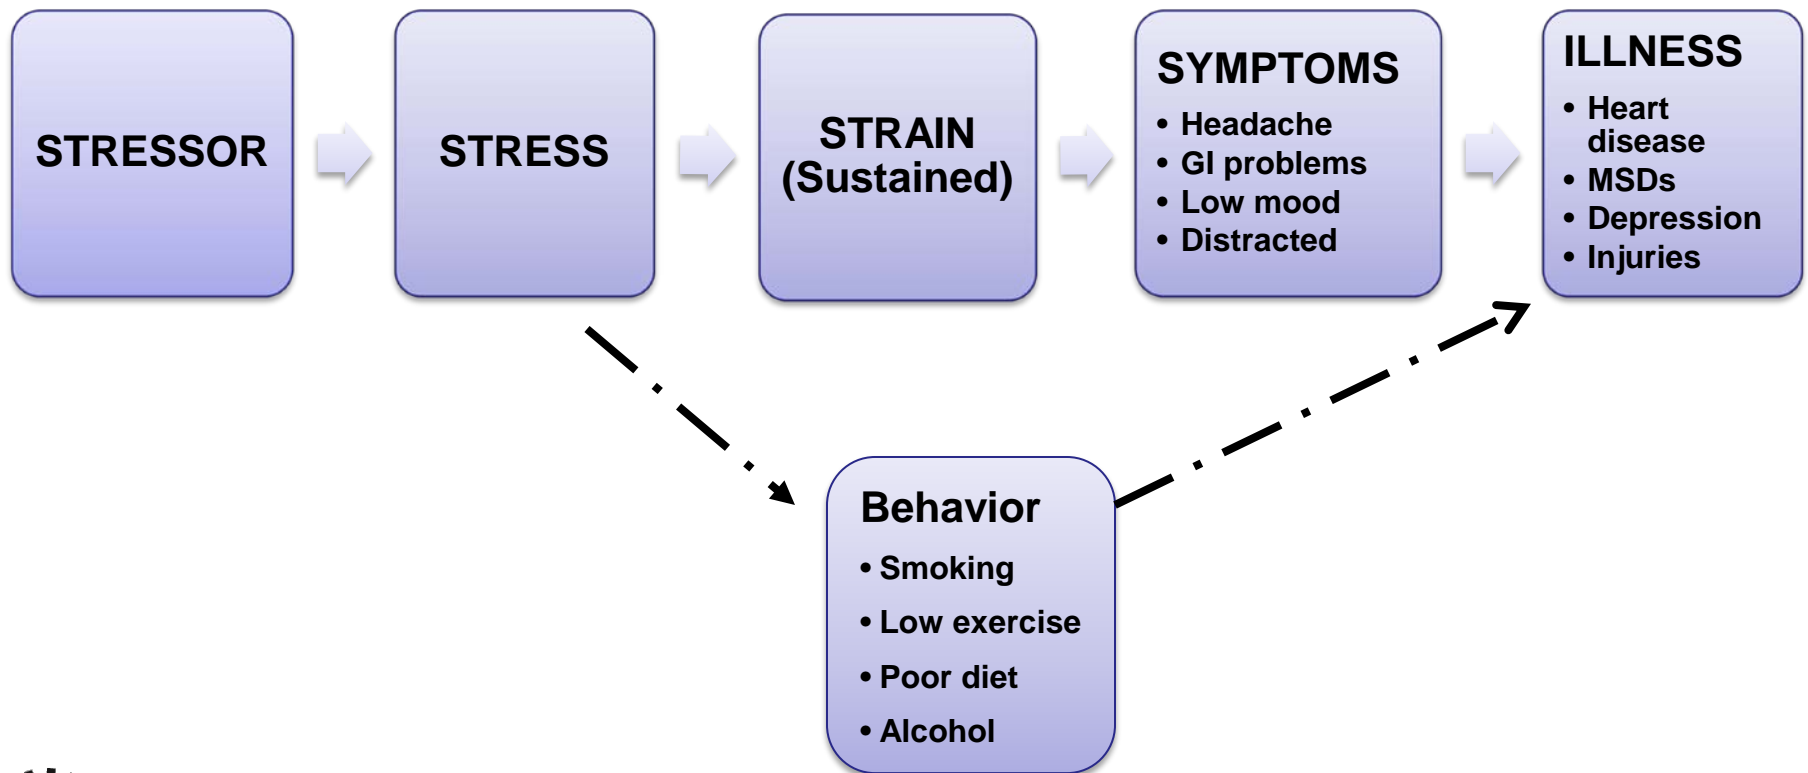 STRESSOR
STRESS
STRAIN
(Sustained)
SYMPTOMS
• Headache
• GI problems
• Low mood
• Distracted
ILLNESS
• Heart
disease
• MSDs
• Depression
• Injuries
Behavior
• Smoking
• Low exercise
• Poor diet
• Alcohol